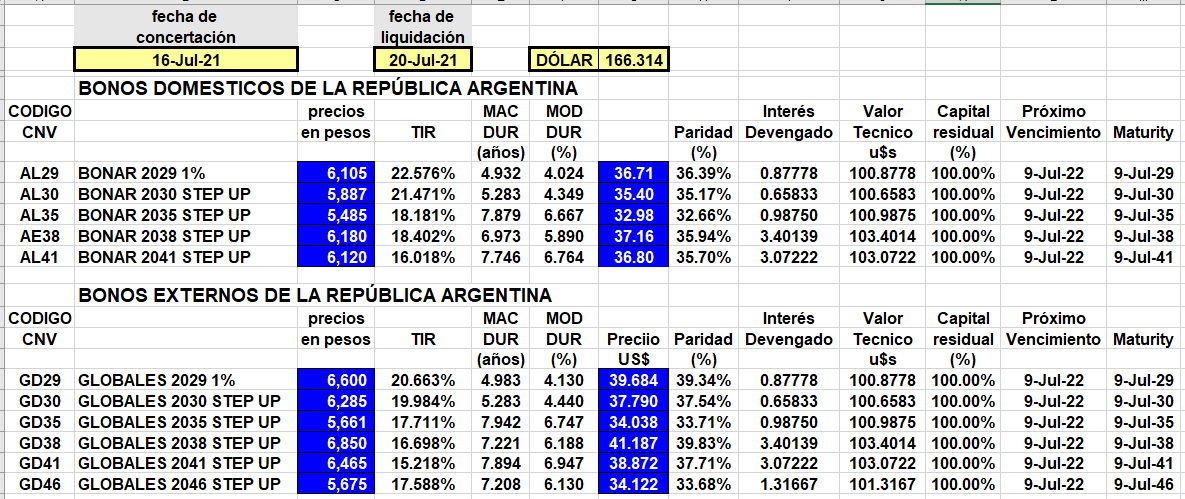 fecha de fecha de
concertación liquidación
16-Jul-21 20-Jul-21 DÓLAR 166.314
BONOS DOMESTICOS DE LA REPÚBLICA ARGENTINA
CODIGO precios MAC MOD Interés Valor Capital Próximo
CNV en pesos TIR DUR DUR Paridad Devengado Tecnico residual Vencimiento Maturity
(años) (%) (%) u$s (%)
AL29 BONAR 2029 1% 6,105 22.576% 4.932 4.024 36.71 36.39% 0.87778 100.8778 100.00% 9-Jul-22 9-Jul-29
AL30 BONAR 2030 STEP UP 5,887 21.471% 5.283 4.349 35.40 35.17% 0.65833 100.6583 100.00% 9-Jul-22 9-Jul-30
AL35 BONAR 2035 STEP UP 5,485 18.181% 7.879 6.667 32.98 32.66% 0.98750 100.9875 100.00% 9-Jul-22 9-Jul-35
AE38 BONAR 2038 STEP UP 6,180 18.402% 6.973 5.890 37.16 35.94% 3.40139 103.4014 100.00% 9-Jul-22 9-Jul-38
AL41 BONAR 2041 STEP UP 6,120 16.018% 7.746 6.764 36.80 35.70% 3.07222 103.0722 100.00% 9-Jul-22 9-Jul-41
BONOS EXTERNOS DE LA REPÚBLICA ARGENTINA
CODIGO precios MAC MOD Interés Valor Capital Próximo
CNV en pesos TIR DUR DUR Preciio Paridad Devengado Tecnico residual Vencimiento Maturity
(años) (%) US$ (%) u$s (%)
GD29 GLOBALES 2029 1% 6,600 20.663% 4.983 4.130 39.684 39.34% 0.87778 100.8778 100.00% 9-Jul-22 9-Jul-29
GD30 GLOBALES 2030 STEP UP 6,285 19.984% 5.283 4.440 37.790 37.54% 0.65833 100.6583 100.00% 9-Jul-22 9-Jul-30
GD35 GLOBALES 2035 STEP UP 5,661 17.711% 7.942 6.747 34.038 33.71% 0.98750 100.9875 100.00% 9-Jul-22 9-Jul-35
GD38 GLOBALES 2038 STEP UP 6,850 16.698% 7.221 6.188 41.187 39.83% 3.40139 103.4014 100.00% 9-Jul-22 9-Jul-38
GD41 GLOBALES 2041 STEP UP 6,465 15.218% 7.894 6.947 38.872 37.71% 3.07222 103.0722 100.00% 9-Jul-22 9-Jul-41
GD46 GLOBALES 2046 STEP UP 5,675 17.588% 7.208 6.130 34.122 33.68% 1.31667 101.3167 100.00% 9-Jul-22 9-Jul-46